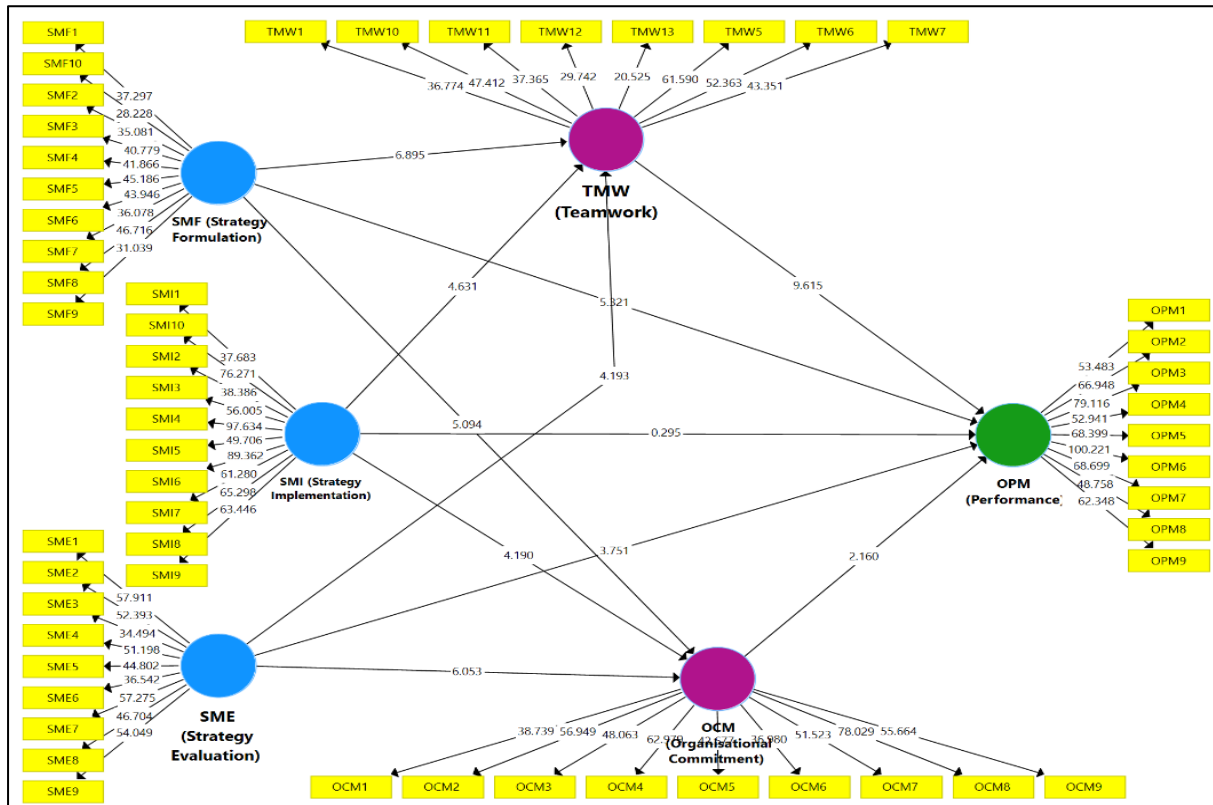 SMF1
SMF10
SMF2
SMF3
SMF4
SMF5
SMF6
SMF7
SMF8
SMF9
37.297
28.228
35.081
40.779
41.866
45.186
43.946
36.078
46.716
31.039
SMF (Strategy
Formulation)
TMW1
TMW10
TMW11
TMW12
TMW13
TMW5
TMW6
TMW7
36.774
47.412
37.365
29.742
20.525
61.590
52.363
43.351
TMW
(Teamwork)
6.895
4.631
5.321
9.615
4.193
5.094
0.295
4.190
3.751
2.160
6.053
SMI1
SMI10
SMI2
SMI3
SMI4
SMI5
SMI6
SMI7
SMI8
SMI9
37.683
76.271
38.386
56.005
97.634
49.706
89.362
61.280
65.298
63.446
SMI (Strategy
Implementation)
OPM1
OPM2
OPM3
OPM4
OPM5
OPM6
OPM7
OPM8
OPM9
53.483
66.948
79.116
52.941
68.399
100.221
68.699
48.758
62.348
OPM
(Performance)
SME1
SME2
SME3
SME4
SME5
SME6
SME7
SME8
SME9
57.911
52.393
34.494
51.198
44.802
36.542
57.275
46.704
54.049
SME
(Strategy
Evaluation)
OCM
(Organisational
Commitment)
38.739
56.949
48.063
62.979
36.980
51.523
78.029
55.664
OCM1
OCM2
OCM3
OCM4
OCM5
OCM6
OCM7
OCM8
OCM9